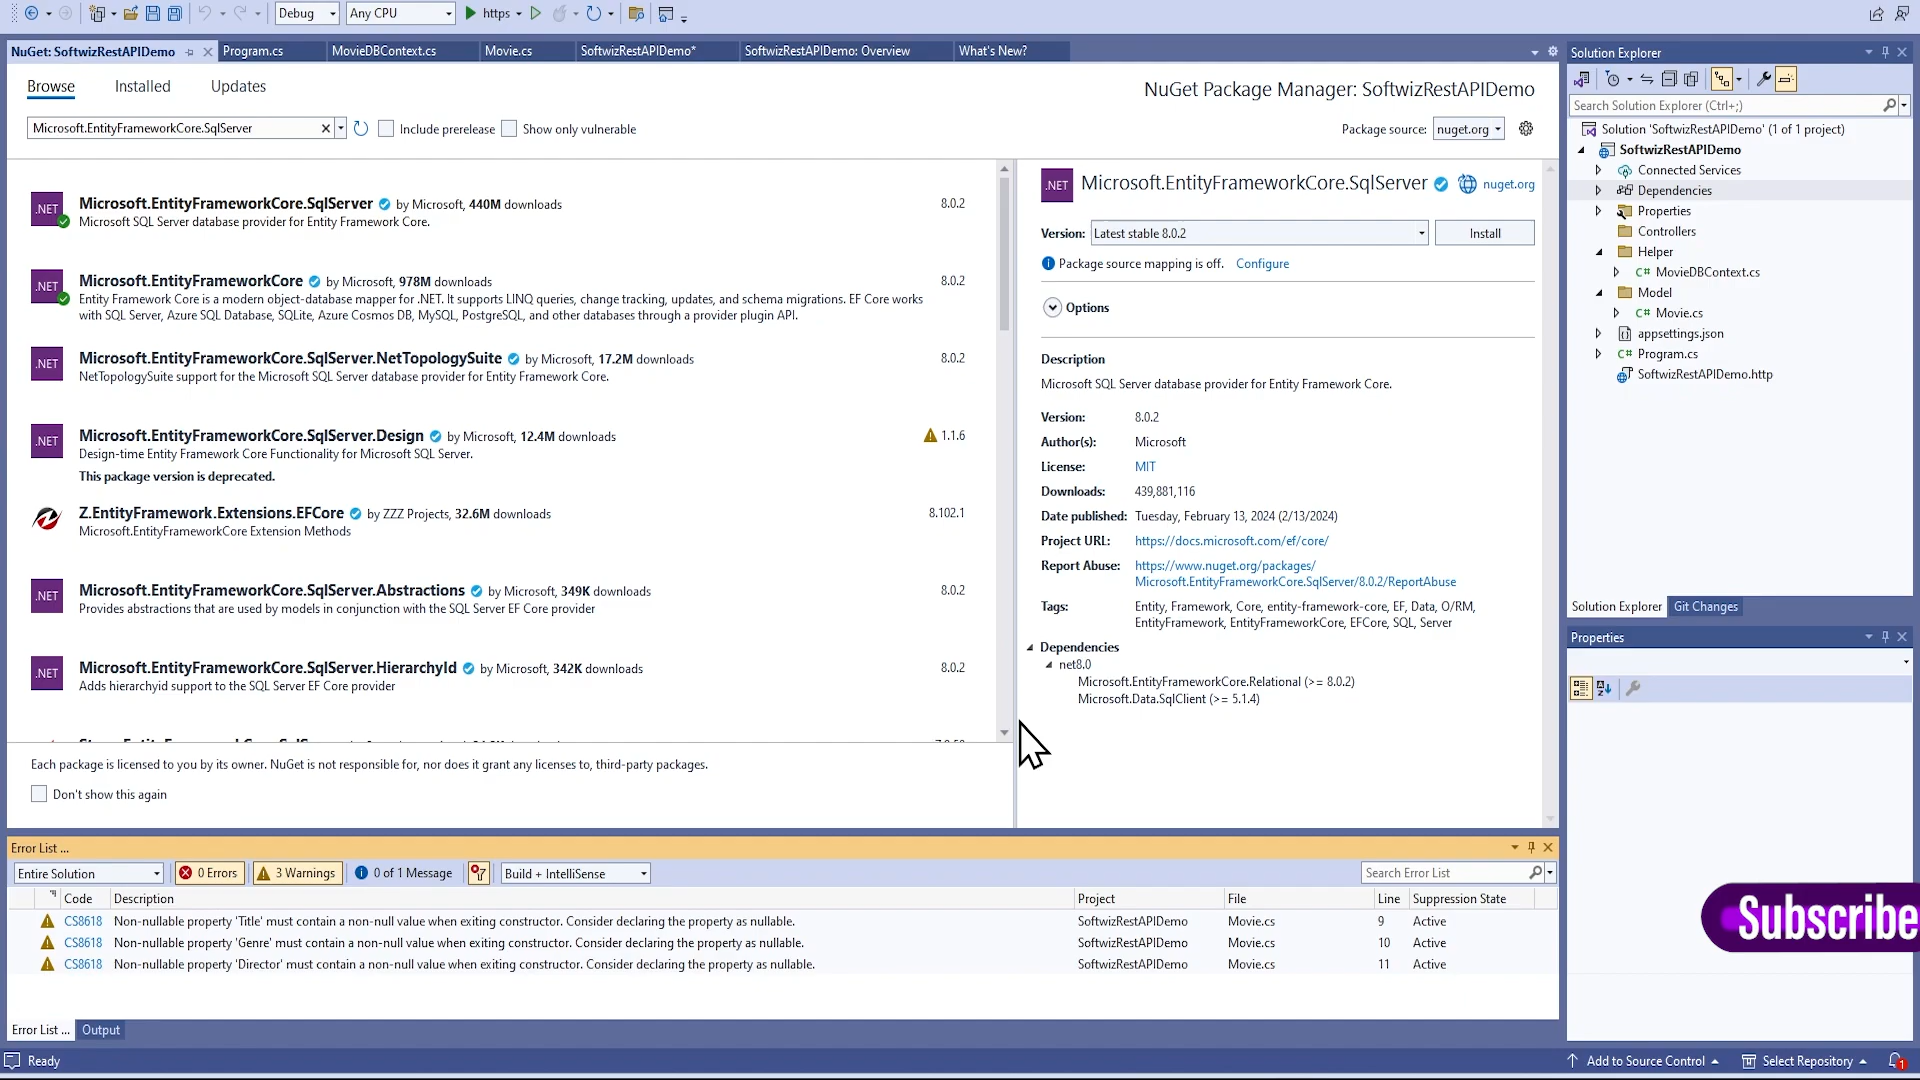 Debug
Any CPU
https
NuGet: SoftwizRestAPIDemo
Program.cs
MovieDBContext.cs
Movie.cs
SoftwizRestAPIDemo*
SoftwizRestAPIDemo: Overview
What's New?
Browse
Installed
Updates
NuGet Package Manager: SoftwizRestAPIDemo
Microsoft.EntityFrameworkCore.SqlServer
Include prerelease
Show only vulnerable
Package source:
nuget.org
.NET
Microsoft.EntityFrameworkCore.SqlServer by Microsoft, 440M downloads
8.0.2
Microsoft SQL Server database provider for Entity Framework Core.
.NET
Microsoft.EntityFrameworkCore by Microsoft, 978M downloads
8.0.2
Entity Framework Core is a modern object-database mapper for .NET. It supports LINQ queries, change tracking, updates, and schema migrations. EF Core works
with SQL Server, Azure SQL Database, SQLite, Azure Cosmos DB, MySQL, PostgreSQL, and other databases through a provider plugin API.
.NET
Microsoft.EntityFrameworkCore.SqlServer.NetTopologySuite by Microsoft, 17.2M downloads
8.0.2
NetTopologySuite support for the Microsoft SQL Server database provider for Entity Framework Core.
.NET
Microsoft.EntityFrameworkCore.SqlServer.Design by Microsoft, 12.4M downloads
1.1.6
Design-time Entity Framework Core Functionality for Microsoft SQL Server.
This package version is deprecated.
Z.EntityFramework.Extensions.EFCore by ZZZ Projects, 32.6M downloads
8.102.1
Microsoft.EntityFrameworkCore Extension Methods
.NET
Microsoft.EntityFrameworkCore.SqlServer.Abstractions by Microsoft, 349K downloads
8.0.2
Provides abstractions that are used by models in conjunction with the SQL Server EF Core provider
.NET
Microsoft.EntityFrameworkCore.SqlServer.HierarchyId by Microsoft, 342K downloads
8.0.2
Adds hierarchyid support to the SQL Server EF Core provider
Each package is licensed to you by its owner. NuGet is not responsible for, nor does it grant any licenses to, third-party packages.
Don't show this again
.NET
Microsoft.EntityFrameworkCore.SqlServer
nuget.org
Version:
Latest stable 8.0.2
Install
Package source mapping is off.
Configure
Options
Description
Microsoft SQL Server database provider for Entity Framework Core.
Version: 8.0.2
Author(s): Microsoft
License: MIT
Downloads: 439,881,116
Date published: Tuesday, February 13, 2024 (2/13/2024)
Project URL: https://docs.microsoft.com/ef/core/
Report Abuse: https://www.nuget.org/packages/
Microsoft.EntityFrameworkCore.SqlServer/8.0.2/ReportAbuse
Tags: Entity, Framework, Core, entity-framework-core, EF, Data, O/RM,
EntityFramework, EntityFrameworkCore, EFCore, SQL, Server
Dependencies
net8.0
Microsoft.EntityFrameworkCore.Relational (>= 8.0.2)
Microsoft.Data.SqlClient (>= 5.1.4)
Solution Explorer
Search Solution Explorer (Ctrl+;)
Solution 'SoftwizRestAPIDemo' (1 of 1 project)
SoftwizRestAPIDemo
Connected Services
Dependencies
Properties
Controllers
Helper
C# MovieDBContext.cs
Model
C# Movie.cs
appsettings.json
C# Program.cs
SoftwizRestAPIDemo.http
Solution Explorer
Git Changes
Properties
Error List ...
Entire Solution
0 Errors
3 Warnings
0 of 1 Message
Build + IntelliSense
Search Error List
Code
Description
Project
File
Line
Suppression State
CS8618 Non-nullable property 'Title' must contain a non-null value when exiting constructor. Consider declaring the property as nullable. SoftwizRestAPIDemo Movie.cs 9 Active
CS8618 Non-nullable property 'Genre' must contain a non-null value when exiting constructor. Consider declaring the property as nullable. SoftwizRestAPIDemo Movie.cs 10 Active
CS8618 Non-nullable property 'Director' must contain a non-null value when exiting constructor. Consider declaring the property as nullable. SoftwizRestAPIDemo Movie.cs 11 Active
Subscribe
Error List ...
Output
Ready
Add to Source Control
Select Repository
1